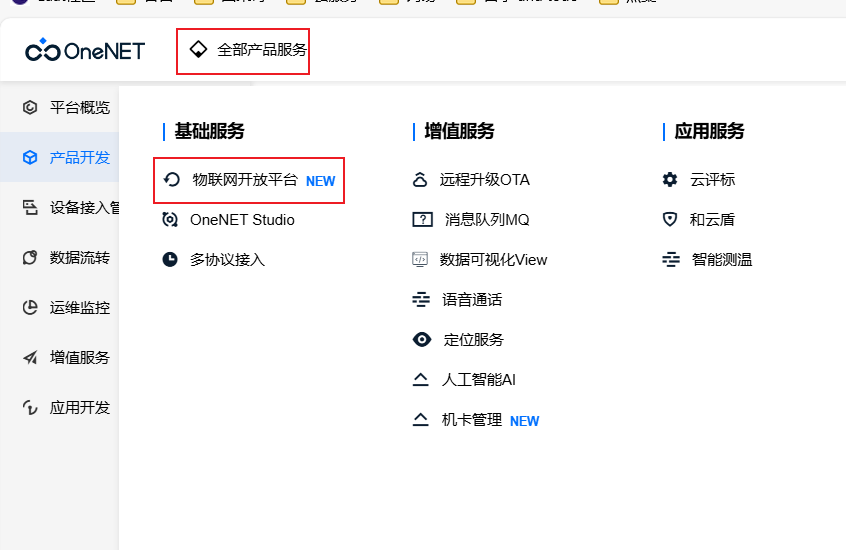 OneNET
全部产品服务
平台概览
产品开发
设备接入管
数据流转
运维监控
增值服务
应用开发
基础服务
物联网开放平台 NEW
OneNET Studio
多协议接入
增值服务
远程升级OTA
消息队列MQ
数据可视化View
语音通话
定位服务
人工智能AI
机卡管理 NEW
应用服务
云评标
和云盾
智能测温